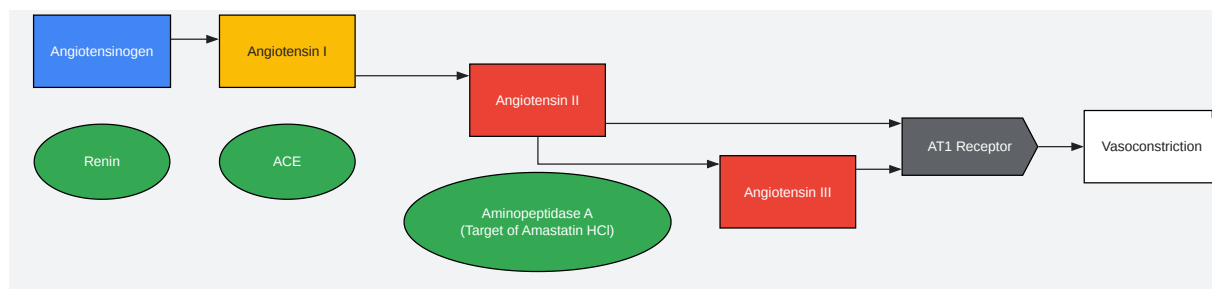 Angiotensinogen
Angiotensin I
Angiotensin II
Renin
ACE
AT1 Receptor
Vasoconstriction
Angiotensin III
Aminopeptidase A
(Target of Amastatin HCl)